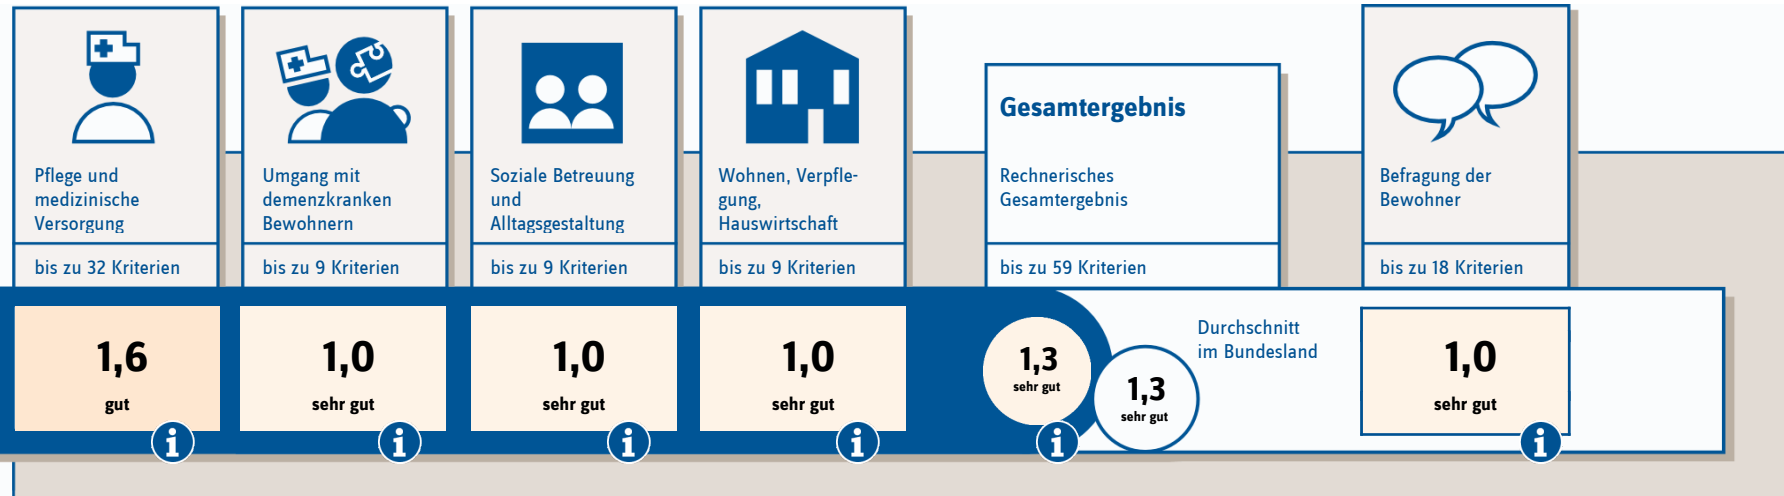 Pflege und
medizinische
Versorgung
bis zu 32 Kriterien
1,6
gut
Umgang mit
demenzkranken
Bewohnern
bis zu 9 Kriterien
1,0
sehr gut
Soziale Betreuung
und
Alltagsgestaltung
bis zu 9 Kriterien
1,0
sehr gut
Wohnen, Verpfle-
gung,
Hauswirtschaft
bis zu 9 Kriterien
1,0
sehr gut
Gesamtergebnis
Rechnerisches
Gesamtergebnis
bis zu 59 Kriterien
1,3
sehr gut
1,3
sehr gut
Durchschnitt
im Bundesland
Befragung der
Bewohner
bis zu 18 Kriterien
1,0
sehr gut
i
i
i
i
i
i